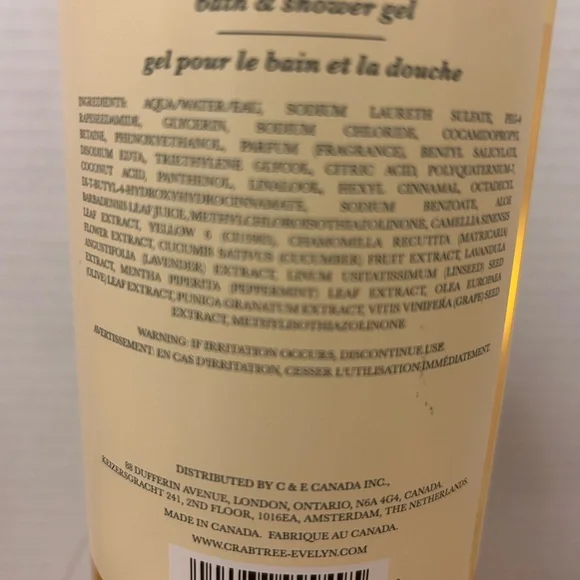 bath & shower gel
gel pour le bain et la douche
INGREDIENTS: AQUA/WATER/EAU, SODIUM LAURETH SULFATE, PEG-4
RAPESEEDAMIDE, GLYCERIN, SODIUM CHLORIDE, COCAMIDOPROPYL
BETAINE, PHENOXYETHANOL, PARFUM (FRAGRANCE), BENZYL SALICYLATE,
DISODIUM EDTA, TRIETHYLENE GLYCOL, CITRIC ACID, POLYQUATERNIUM-7,
COCONUT ACID, PANTHENOL, LINALOOL, HEXYL CINNAMAL, OCTADECYL
DI-T-BUTYL-4-HYDROXYHYDROCINNAMATE, SODIUM BENZOATE, ALOE
BARBADENSIS LEAF JUICE, METHYLCHLOROISOTHIAZOLINONE, CAMELLIA SINENSIS
LEAF EXTRACT, YELLOW 6 (CI 15985), CHAMOMILLA RECUTITA (MATRICARIA)
FLOWER EXTRACT, CUCUMIS SATIVUS (CUCUMBER) FRUIT EXTRACT, LAVANDULA
ANGUSTIFOLIA (LAVENDER) EXTRACT, LINUM USITATISSIMUM (LINSEED) SEED
EXTRACT, MENTHA PIPERITA (PEPPERMINT) LEAF EXTRACT, OLEA EUROPAEA
(OLIVE) LEAF EXTRACT, PUNICA GRANATUM EXTRACT, VITIS VINIFERA (GRAPE) SEED
EXTRACT, METHYLISOTHIAZOLINONE
WARNING: IF IRRITATION OCCURS, DISCONTINUE USE.
AVERTISSEMENT: EN CAS D'IRRITATION, CESSER L'UTILISATION IMMÉDIATEMENT.
DISTRIBUTED BY C & E CANADA INC.,
88 DUFFERIN AVENUE, LONDON, ONTARIO, N6A 4G4, CANADA.
KEIZERSGRACHT 241, 2ND FLOOR, 1016EA, AMSTERDAM, THE NETHERLANDS
MADE IN CANADA. FABRIQUE AU CANADA.
WWW.CRABTREE-EVELYN.COM